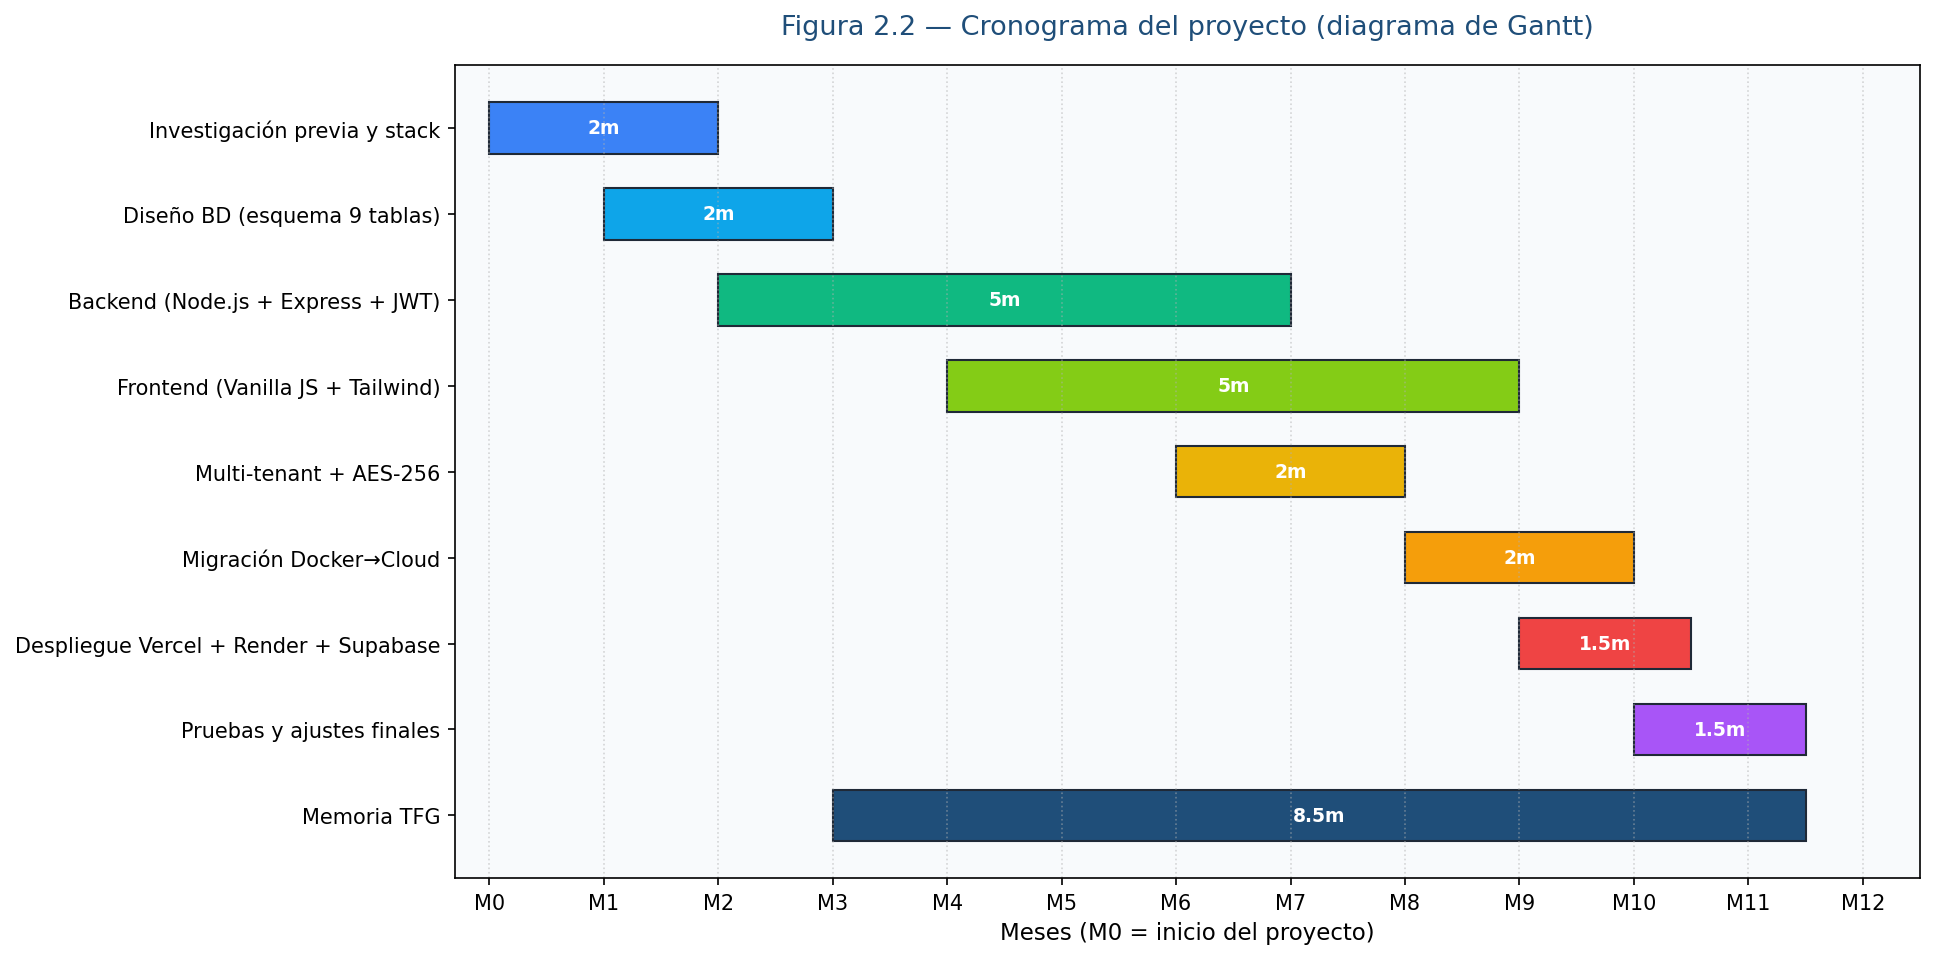 Figura 2.2 — Cronograma del proyecto (diagrama de Gantt)
Investigación previa y stack
2m
Diseño BD (esquema 9 tablas)
2m
Backend (Node.js + Express + JWT)
5m
Frontend (Vanilla JS + Tailwind)
5m
Multi-tenant + AES-256
2m
Migración Docker→Cloud
2m
Despliegue Vercel + Render + Supabase
1.5m
Pruebas y ajustes finales
1.5m
Memoria TFG
8.5m
M0 M1 M2 M3 M4 M5 M6 M7 M8 M9 M10 M11 M12
Meses (M0 = inicio del proyecto)